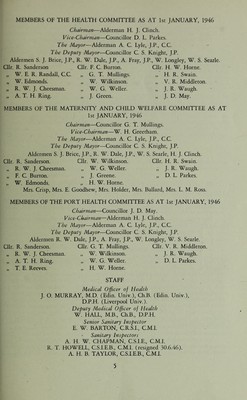 MEMBERS OF THE HEALTH COMMITTEE AS AT 1st JANUARY, 1946
Chairman—Alderman H. J. Clinch.
Vice-Chairman—Councillor D. L. Parkes.
The Mayor—Alderman A. C. Lyle, J.P., C.C.
The Deputy Mayor—Councillor C. S. Knight, J.P.
Aldermen S. J. Brice, J.P., R. W. Dale, J.P., A. Fray, J.P., W. Longley, W. S. Searle.
Cllr. R. Sanderson Cllr. F. C. Burton. Cllr. H. W. Horne.
„ W. E. R. Randall, C.C. „ G. T. Mullings. „ H. R. Swain.
„ W. Edmonds. „ W. Wilkinson. „ V. R. Middleton.
„ R. W. J. Cheesman. „ W. G. Weller. „ J. R. Waugh.
„ A. T. H. Ring. „ J. Greene. „ J. D. May.
MEMBERS OF THE MATERNITY AND CHILD WELFARE COMMITTEE AS AT
1st JANUARY, 1946
Chairman—Councillor G. T. Mullings.
Vice-Chairman—W. H. Greetham.
The Mayor—Alderman A. C. Lyle, J.P., C.C.
The Deputy Mayor—Councillor C. S. Knight, J.P.
Aldermen S. J. Brice, J.P., R. W. Dale, J.P., W. S. Searle, H. J. Clinch.
Cllr. R. Sanderson. Cllr. W. Wilkinson. Cllr. H. R. Swain.
„ R. W. J. Cheesman. „ W. G. Weller. „ J. R. Waugh.
„ F. C. Burton. „ J. Greene. „ D. L. Parkes.
„ W. Edmonds. „ H. W. Horne.
Mrs. Crisp, Mrs. E. Goodhew, Mrs. Holder, Mrs. Bullard, Mrs. L. M. Ross.
MEMBERS OF THE PORT HEALTH COMMITTEE AS AT 1st JANUARY, 1946
Chairman—Councillor J. D. May.
Vice-Chairman—Alderman H. J. Clinch.
The Mayor—Alderman A. C. Lyle, J.P., C.C.
The Deputy Mayor—Councillor C. S. Knight, J.P.
Aldermen R. W. Dale, J.P., A. Fray, J.P., W. Longley, W. S. Searle.
Cllr. R. Sanderson. Cllr. G. T. Mullings. Cllr. V. R. Middleton.
„ R. W. J. Cheesman. „ W. Wilkinson. „ J. R. Waugh.
„ A. T. H. Ring. „ W. G. Weller. „ D. L. Parkes.
„ T. E. Reeves. „ H. W. Horne.
STAFF
Medical Officer of Health
J. O. MURRAY, M.D. (Edin. Univ.), Ch.B. (Edin. Univ.),
D.P.H. (Liverpool Univ.).
Deputy Medical Officer of Health
W. HALL, M.B., Ch.B., D.P.H.
Senior Sanitary Inspector
E. W. BARTON, C.R.S.I., C.M.I.
Sanitary Inspectors
A. H. W. CHAPMAN, C.S.I.E., C.M.I.
K. T. HOWELL, C.S.I.E.B., C.M.I. (resigned 30.6.46).
A. H. B. TAYLOR, C.S.I.E.B., C.M.I.
5